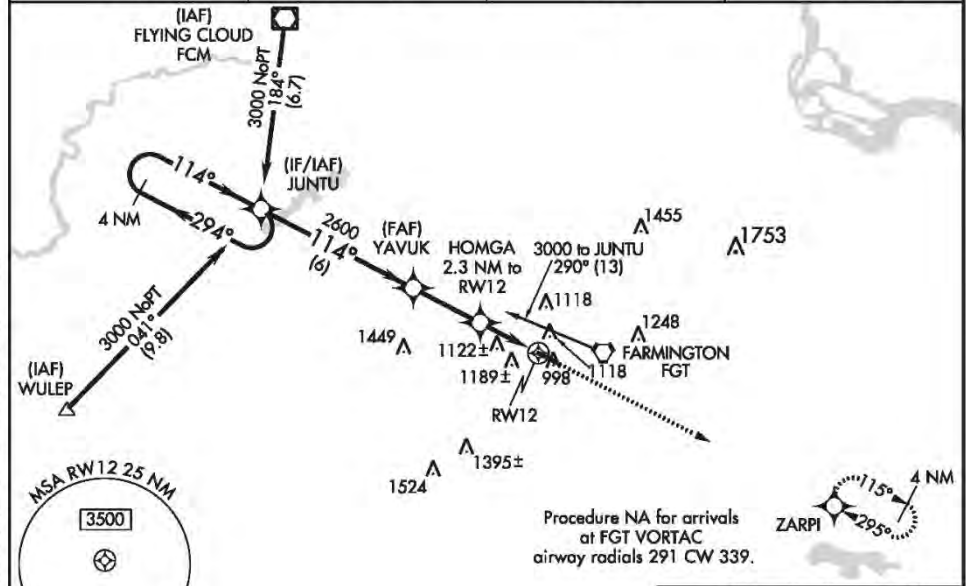 (IAF)
FLYING CLOUD
FCM
3000 NoPT
184°
(6.7)
(IF/IAF)
JUNTU
114°
4 NM
294°
2600
114°
(6)
(FAF)
YAVUK
HOMGA
2.3 NM to
RW12
3000 to JUNTU
290° (13)
1455
1753
1118
1248
3000 NoPT
041°
(9.8)
1449
1122±
1189±
998
1118
FARMINGTON
FGT
(IAF)
WULEP
RW12
1395±
1524
MSA RW12 25 NM
3500
Procedure NA for arrivals
at FGT VORTAC
airway radials 291 CW 339.
ZARPI
115°
295°
4 NM